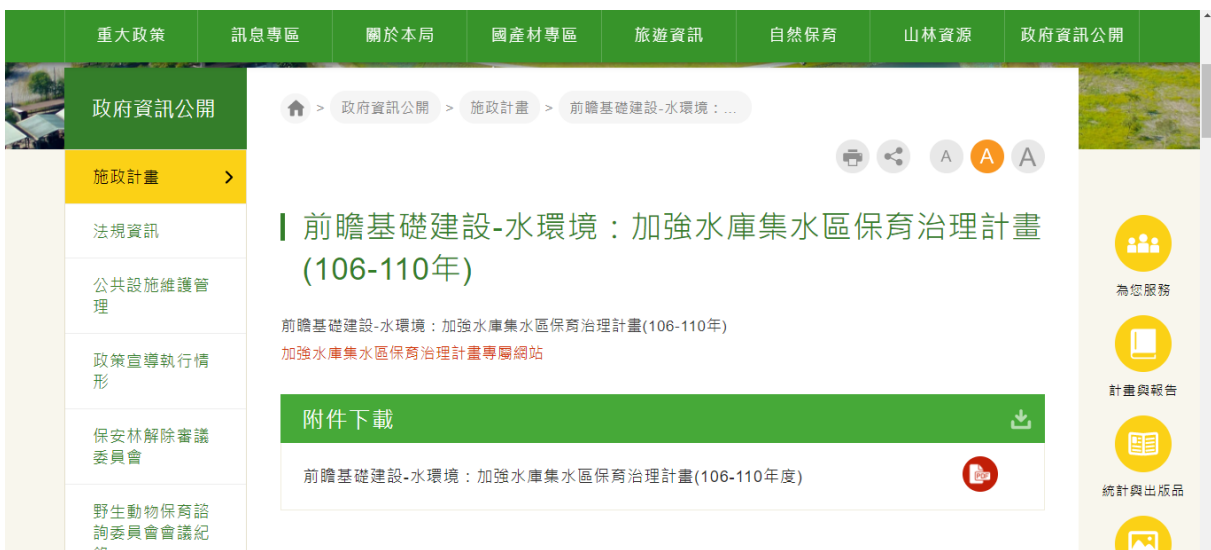 重大政策 訊息專區 關於本局 國產材專區 旅遊資訊 自然保育 山林資源 政府資訊公開
政府資訊公開
> 政府資訊公開 > 施政計畫 > 前瞻基礎建設-水環境：...
A A A
施政計畫
法規資訊
公共設施維護管
理
政策宣導執行情
形
保安林解除審議
委員會
野生動物保育諮
詢委員會會議紀
前瞻基礎建設-水環境：加強水庫集水區保育治理計畫
(106-110年)
前瞻基礎建設-水環境：加強水庫集水區保育治理計畫(106-110年)
加強水庫集水區保育治理計畫專屬網站
附件下載
前瞻基礎建設-水環境：加強水庫集水區保育治理計畫(106-110年度)
PDF
為您服務
計畫與報告
統計與出版品